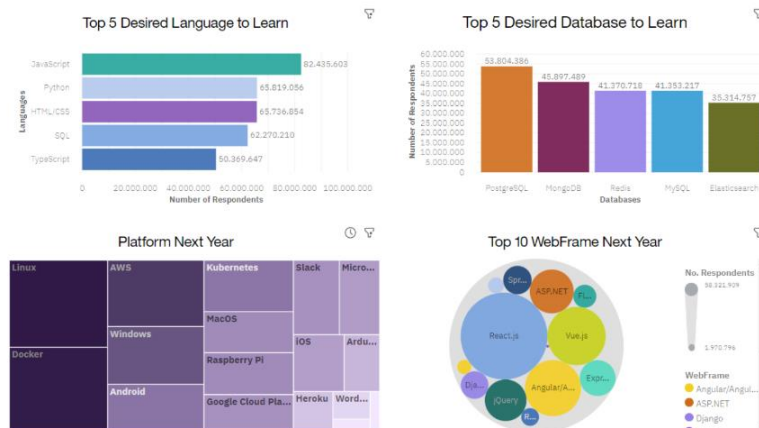 Top 5 Desired Language to Learn
Languages
JavaScript 82.435.603
Python 65.819.056
HTML/CSS 65.736.854
SQL 62.270.210
TypeScript 50.369.647
0 20.000.000 40.000.000 60.000.000 80.000.000 100.000.000
Number of Respondents
Top 5 Desired Database to Learn
Number of Respondents
60.000.000
55.000.000
50.000.000
45.000.000
40.000.000
35.000.000
30.000.000
25.000.000
20.000.000
15.000.000
10.000.000
5.000.000
0
53.804.386
45.897.489
41.370.718
41.353.217
35.314.757
PostgreSQL MongoDB Redis MySQL Elasticsearch
Databases
Platform Next Year
Linux
Docker
AWS
Windows
Android
Kubernetes
MacOS
Raspberry Pi
Google Cloud Pla...
Slack
Micro...
iOS
Ardu...
Heroku
Word...
Top 10 WebFrame Next Year
Spr...
ASP.NET
Fl...
React.js
Vue.js
Dja...
jQuery
Angular/A...
Expr...
R...
No. Respondents
1.970.796
WebFrame
Angular/Angul...
ASP.NET
Django